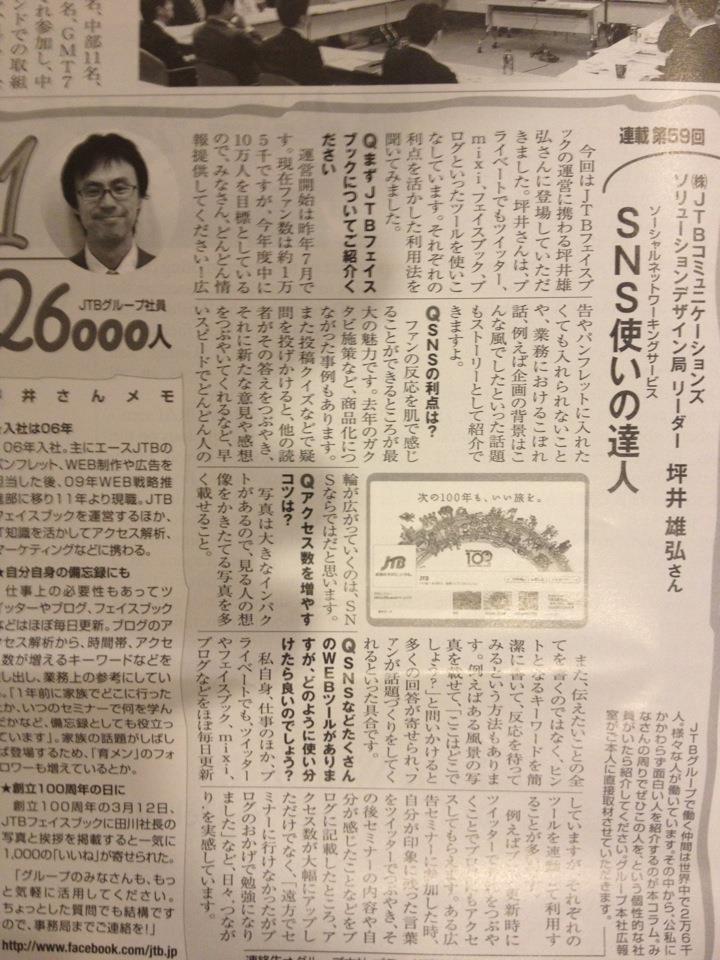 名、中部11名、
名、GMT7
れ参加し、中
ンドでの取組
連載 第59回
㈱JTBコミュニケーションズ
ソリューションデザイン局 リーダー 坪井 雄弘さん
ソーシャルネットワーキングサービス
SNS使いの達人
JTBグループで働く仲間は世界中で2万6千
人。様々な人が働いています。その中から、公私に
かかわらず面白い人を紹介するのが本コラム。み
なさんの周りで「ぜひこの人を」という個性的な社
員がいたら紹介してください。グループ本社広報
室がご本人に直接取材させていただきます。
今回はJTBフェイスブ
ックの運営に携わる坪井雄
弘さんに登場していただ
きました。坪井さんは、プ
ライベートでもツイッター、
mixi、フェイスブック、ブ
ログといったツールを使いこ
なしています。それぞれの
利点を活かした利用法を
聞いてみました。
Qまず JTBフェイス
ブックについてご紹介く
ださい
運営開始は昨年7月で
す。現在ファン数は約1万
5千ですが、今年度中に
10万人を目標としている
ので、みなさん、どんどん情
報提供してください!広
告やパンフレットに入れた
くても入れられないこと
や、業務におけるこぼれ
話、例えば企画の背景はこ
んな風でしたといった話題
もストーリーとして紹介で
きますよ。
QSNSの利点は?
ファンの反応を肌で感じ
ることができるところが最
大の魅力です。去年のガク
タビ施策など、商品化につ
ながった事例もあります。
また投稿クイズなどで疑
問を投げかけると、他の読
者がその答えをつぶやき、
それに新たな意見や感想
をつぶやいてくれるなど、早
いスピードでどんどん人の
輪が広がっていくのは、SN
Sならではだと思います。
Qアクセス数を増やす
コツは?
写真は大きなインパク
トがあるので、見る人の想
像をかきたてる写真を多
く載せること。
次の100年も、いい旅を。
JTB
100
また、伝えたいことの全
てを書くのではなく、ヒン
トとなるキーワードを簡
潔に書いて、反応を待って
みるという方法もありま
す。例えばある風景の写
真を載せて、「ここはどこで
しょう?」と問いかけると
多くの回答が寄せられ、フ
ァンが話題づくりをしてく
れるといった具合です。
QSNSなどたくさん
のWEBツールがありま
すが、どのように使い分
けたら良いのでしょう?
私自身、仕事のほか、プ
ライベートでも、ツイッター
やフェイスブック、mixi、
ブログなどをほぼ毎日更新
していますが、それぞれの
ツールを連動して利用す
ることが多いです。
例えば、更新時に
ツイッターでつぶや
くことでブログにもアクセ
スしてもらえます。ある広
告セミナーに参加した時、
自分が印象に残った言葉
をツイッターでつぶやき、そ
の後セミナーの内容や自
分が感じたことなどをブ
ログに記載したところ、ア
クセス数が大幅にアップし
ただけでなく、「遠方でセ
ミナーに行けなかったがブ
ログのおかげで勉強になり
ました」など、日々、"つなが
り"を実感しています。
1
JTBグループ社員
26000人
坪井さんメモ
★入社は06年
06年入社。主にエースJTBの
パンフレット、WEB制作や広告を
担当した後、09年WEB戦略推
進部に移り11年より現職。JTB
フェイスブックを運営するほか、
IT知識を活かしてアクセス解析、
マーケティングなどに携わる。
★自分自身の備忘録にも
仕事上の必要性もあってツ
イッターやブログ、フェイスブック
などはほぼ毎日更新。ブログのア
クセス解析から、時間帯、アクセ
ス数が増えるキーワードなどを
探し出し、業務上の参考にしてい
る。「1年前に家族でどこに行った
とか、いつのセミナーで何を学ん
だかなど、備忘録としても役立っ
ています」。家族の話題がしばし
ば登場するため、「育メン」のフォ
ロワーも増えているとか。
★創立100周年の日に
創立100周年の3月12日、
JTBフェイスブックに田川社長の
写真と挨拶を掲載すると一気に
1,000の「いいね」が寄せられた。
「グループのみなさんも、もっ
と気軽に活用してください。
ちょっとした質問でも結構です
ので、事務局までご連絡を!」
http://www.facebook.com/jtb.jp